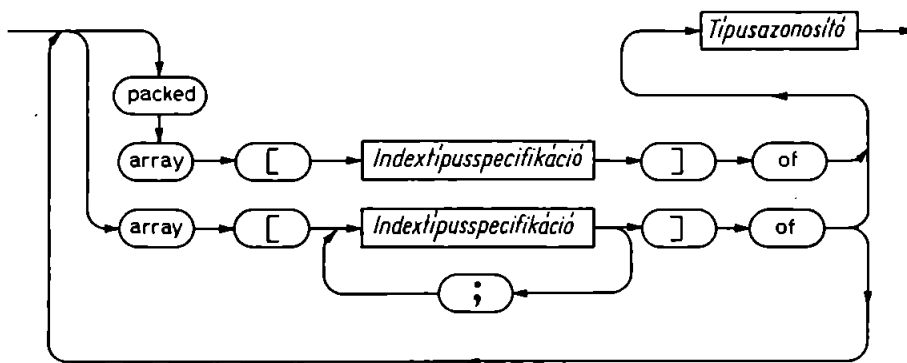 Típusazonosító
packed
array [ Indextípusspecifikáció ] of
array [ Indextípusspecifikáció ] of
;